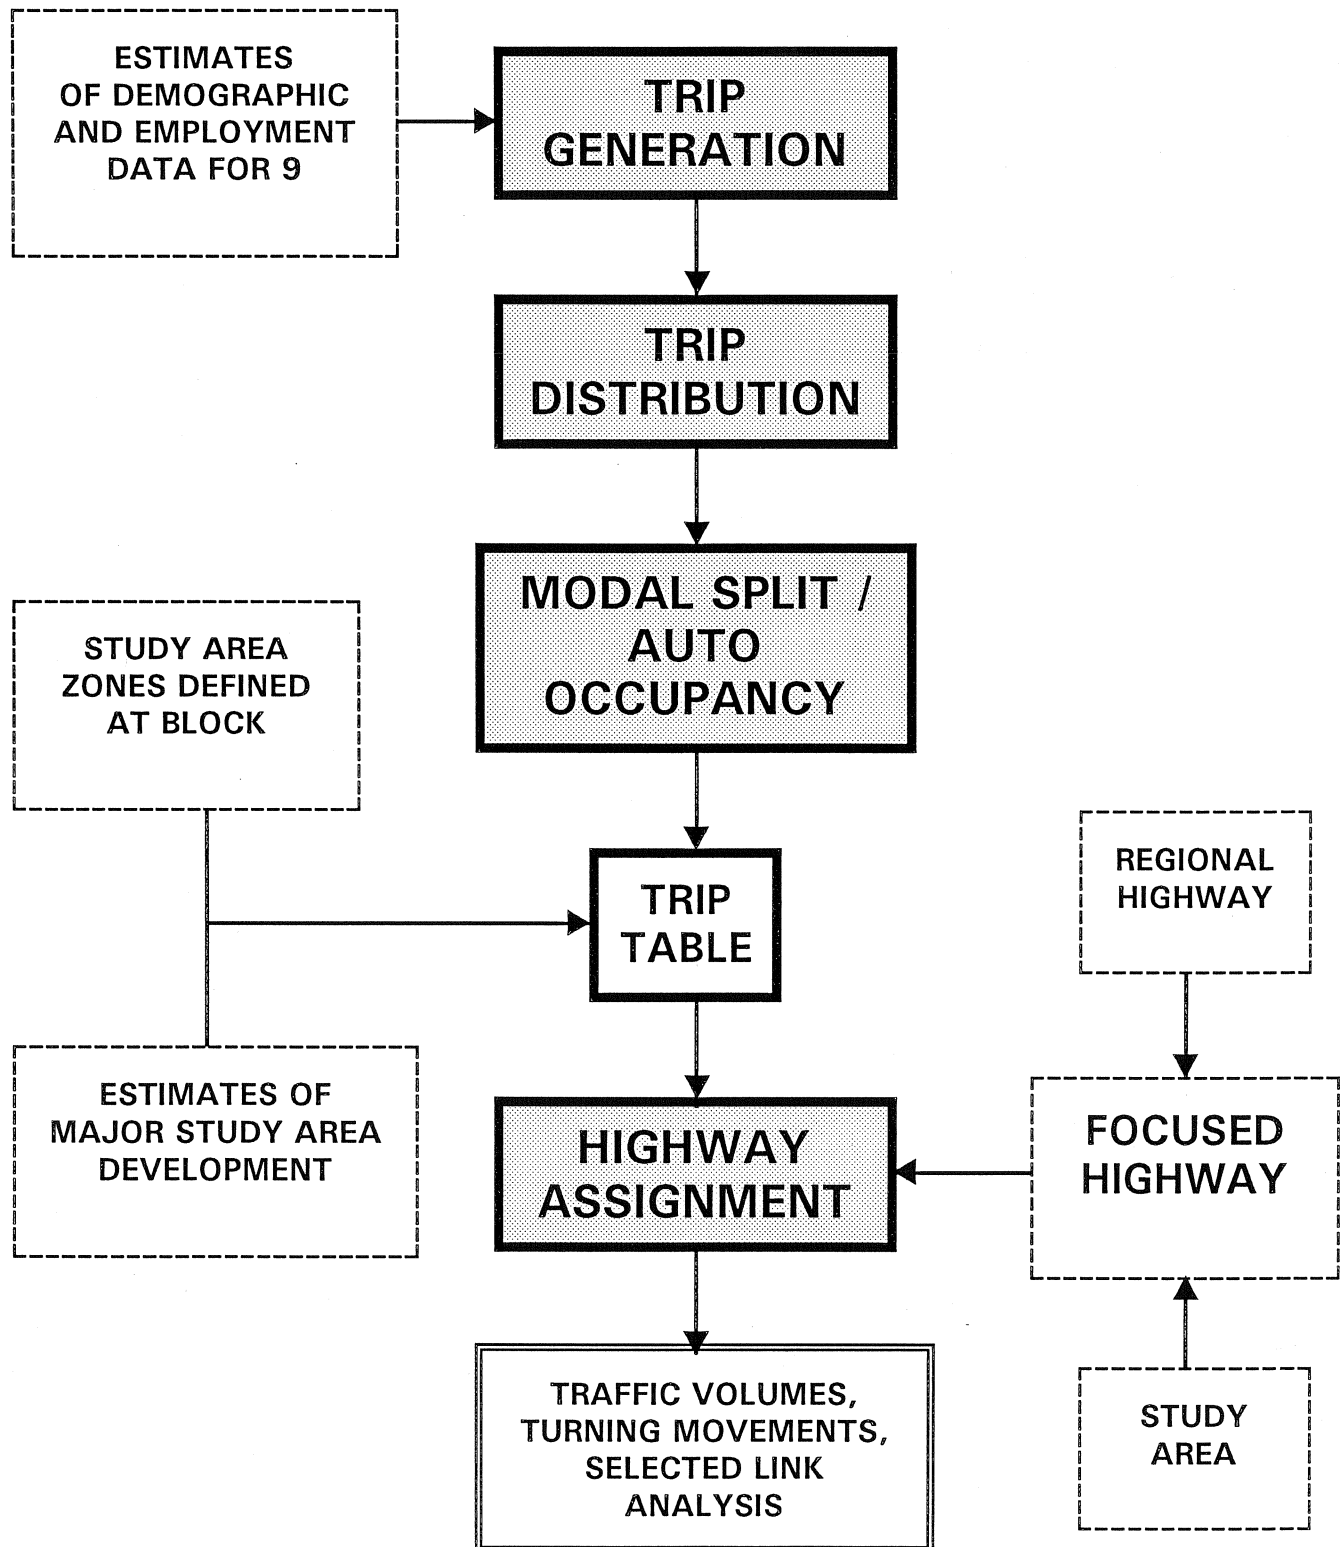 ESTIMATES
OF DEMOGRAPHIC
AND EMPLOYMENT
DATA FOR 9
TRIP
GENERATION
TRIP
DISTRIBUTION
MODAL SPLIT /
AUTO
OCCUPANCY
STUDY AREA
ZONES DEFINED
AT BLOCK
TRIP
TABLE
REGIONAL
HIGHWAY
ESTIMATES OF
MAJOR STUDY AREA
DEVELOPMENT
HIGHWAY
ASSIGNMENT
FOCUSED
HIGHWAY
TRAFFIC VOLUMES,
TURNING MOVEMENTS,
SELECTED LINK
ANALYSIS
STUDY
AREA